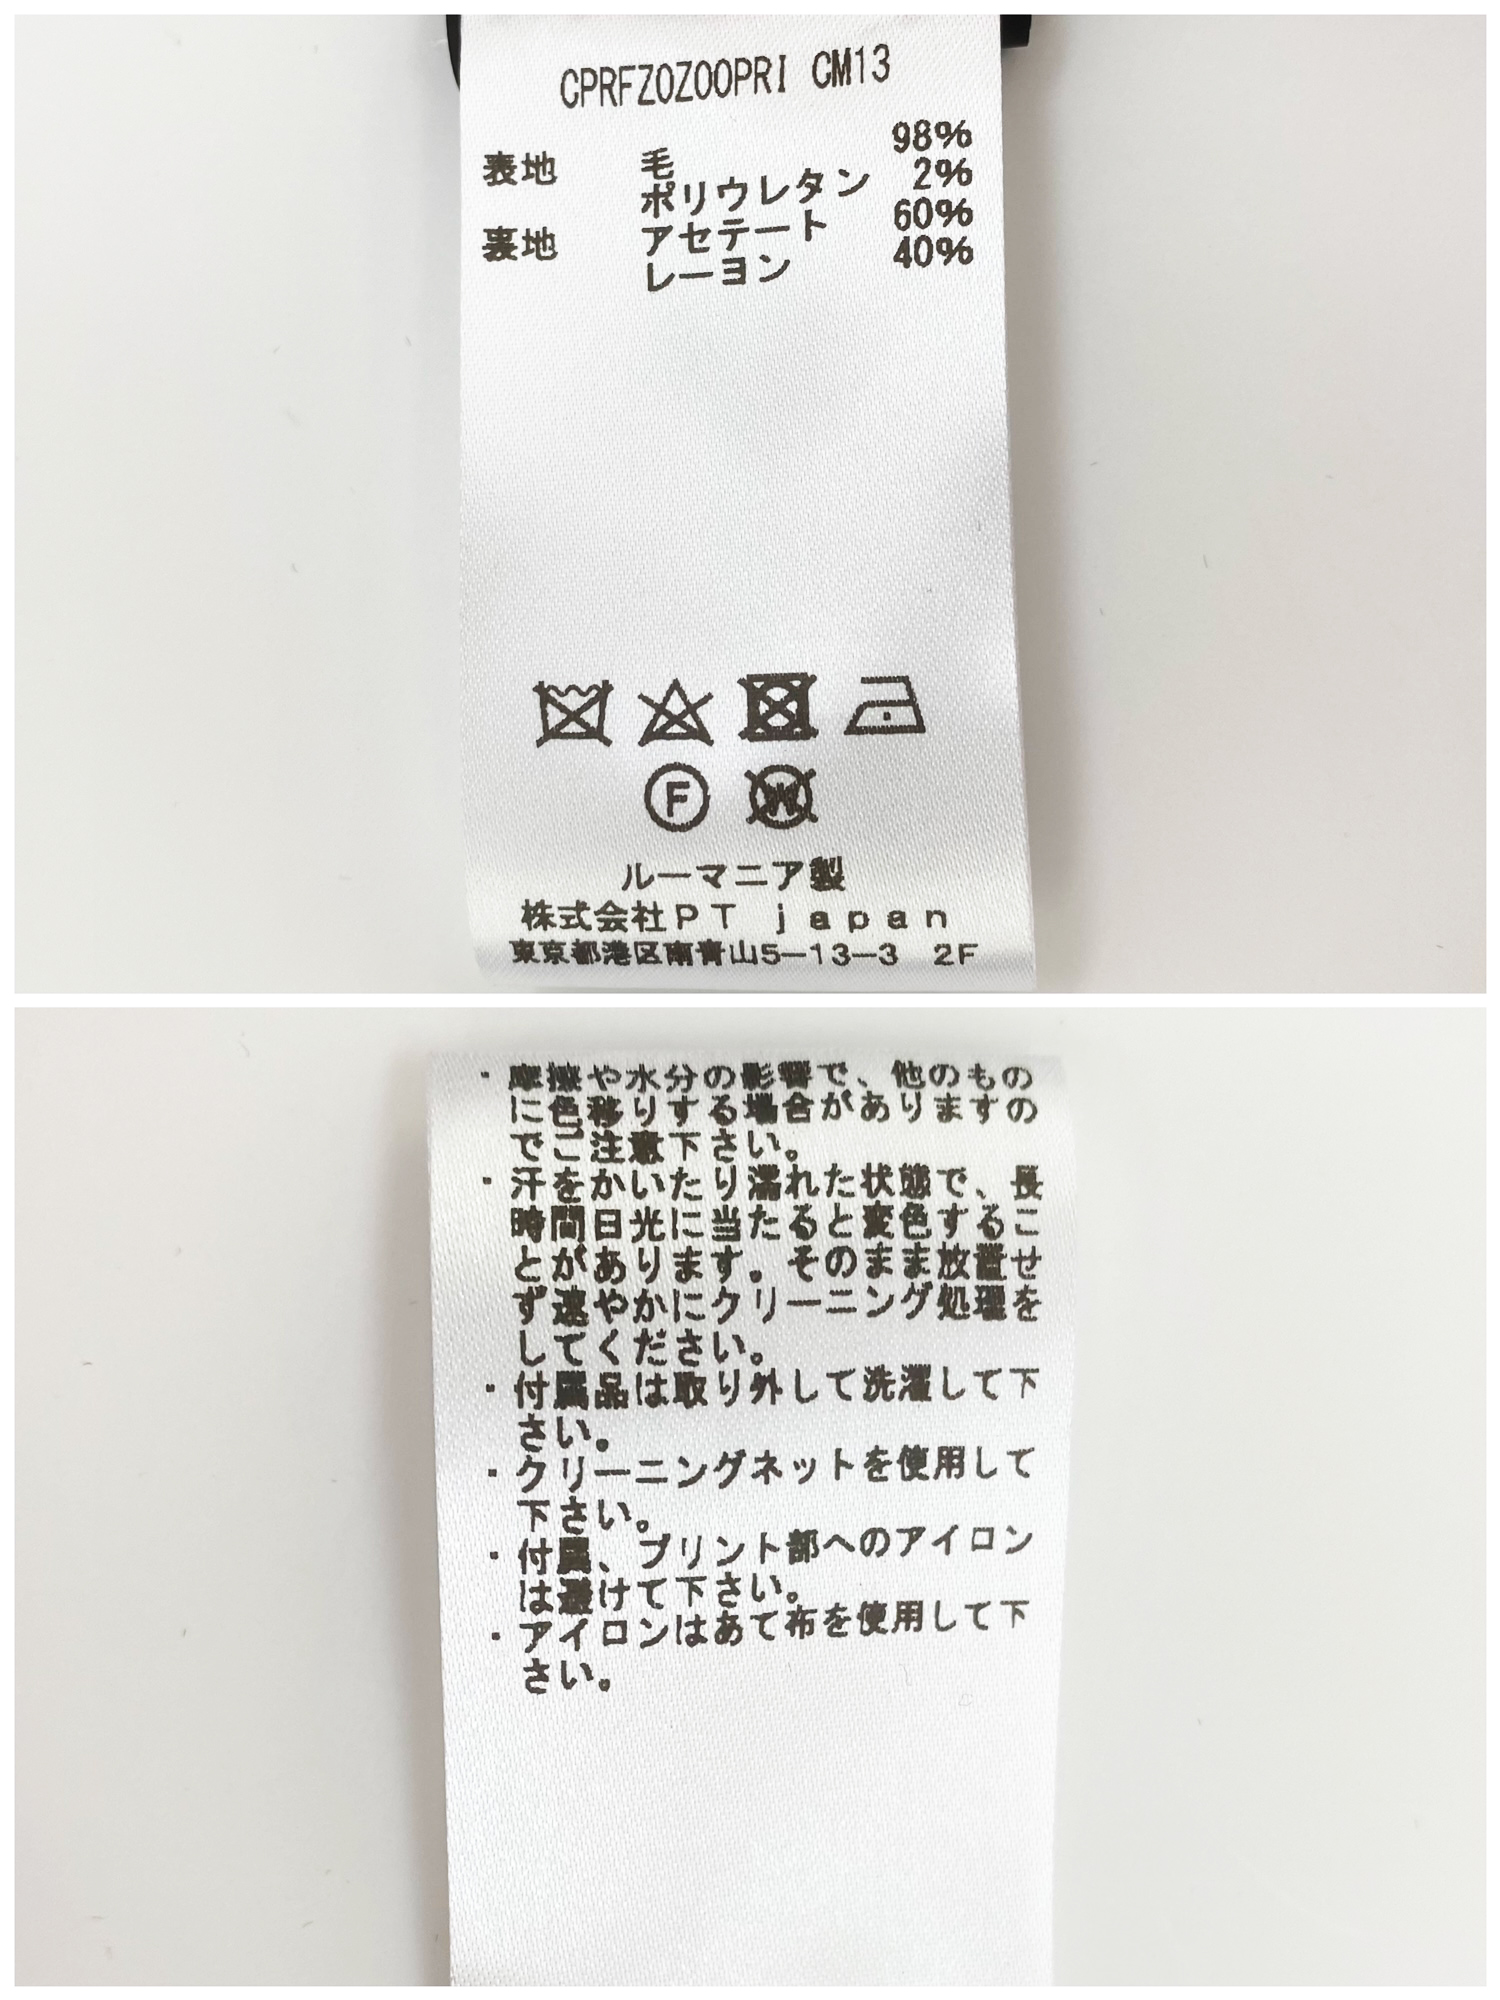 CPRFZ0Z00PRI CM13
表地 毛 98%
ポリウレタン 2%
裏地 アセテート 60%
レーヨン 40%
F W
ルーマニア製
株式会社PT japan
東京都港区南青山5-13-3 2F
・摩擦や水分の影響で、他のもの
に色移りする場合がありますの
でご注意下さい。
・汗をかいたり濡れた状態で、長
時間日光に当たると変色するこ
とがあります。そのまま放置せ
ず速やかにクリーニング処理を
してください。
・付属品は取り外して洗濯して下
さい。
・クリーニングネットを使用して
下さい。
・付属、プリント部へのアイロン
は避けて下さい。
・アイロンはあて布を使用して下
さい。